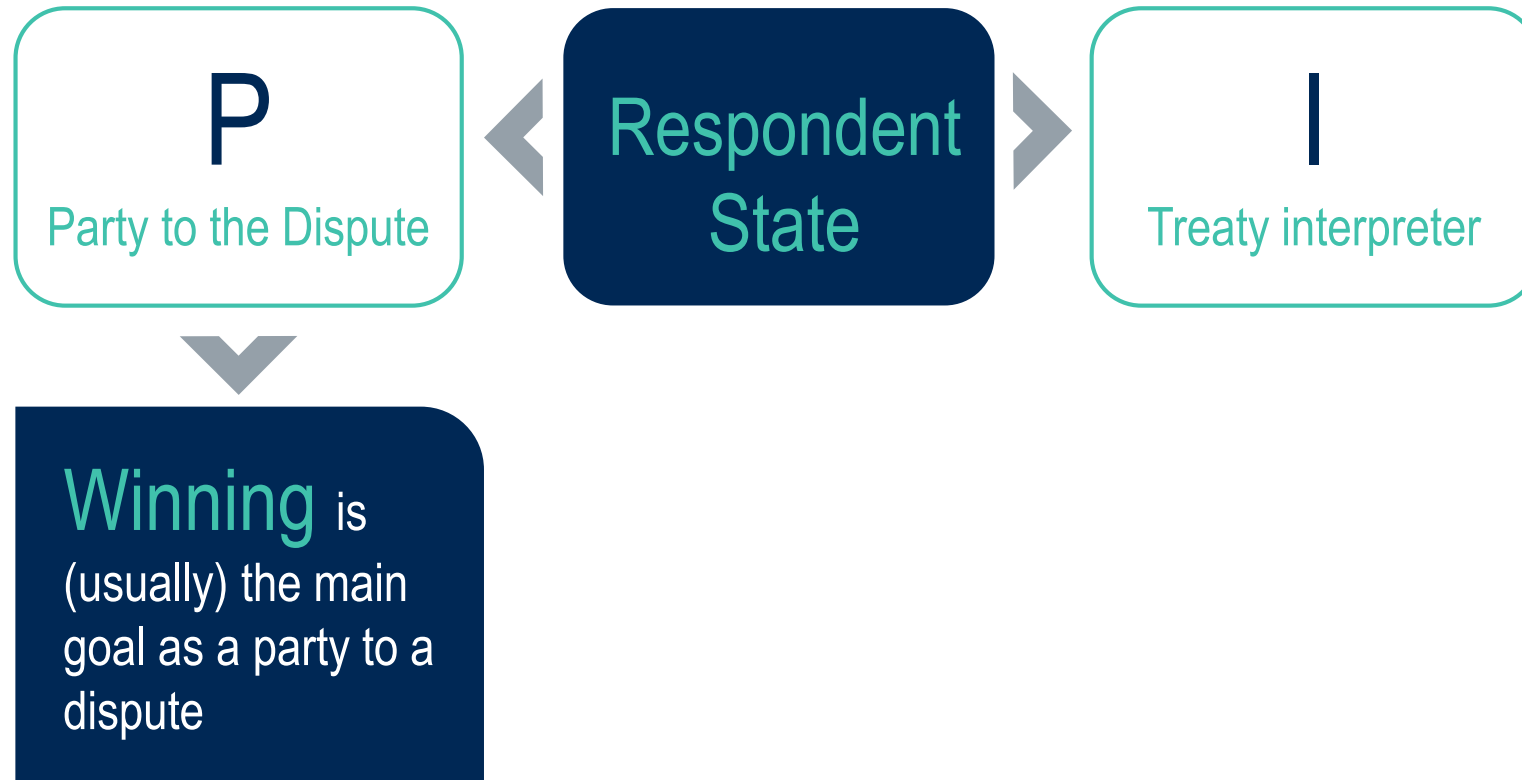 P
Party to the Dispute
Respondent
State
I
Treaty interpreter
Winning is
(usually) the main
goal as a party to a
dispute